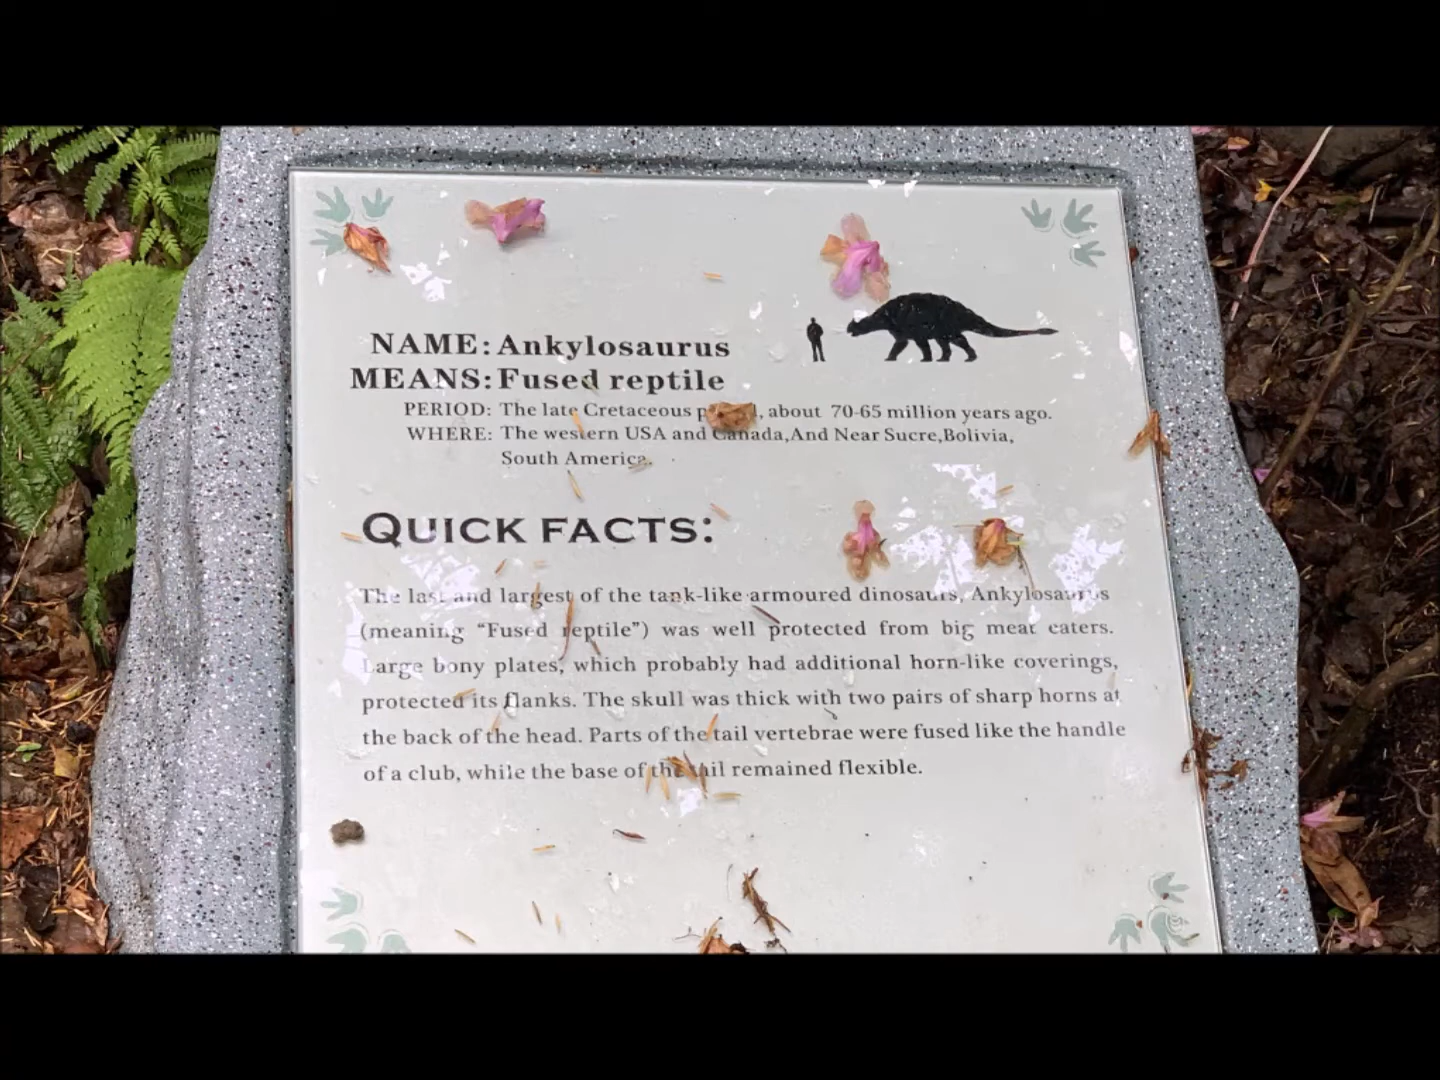 NAME: Ankylosaurus
MEANS: Fused reptile
PERIOD: The late Cretaceous , about 70-65 million years ago.
WHERE: The western USA and Canada,And Near Sucre,Bolivia,
South America.
QUICK FACTS:
The last and largest of the tank-like armoured dinosaurs, Ankylosaurus
(meaning “Fused reptile”) was well protected from big meat eaters.
Large bony plates, which probably had additional horn-like coverings,
protected its flanks. The skull was thick with two pairs of sharp horns at
the back of the head. Parts of the tail vertebrae were fused like the handle
of a club, while the base of the tail remained flexible.